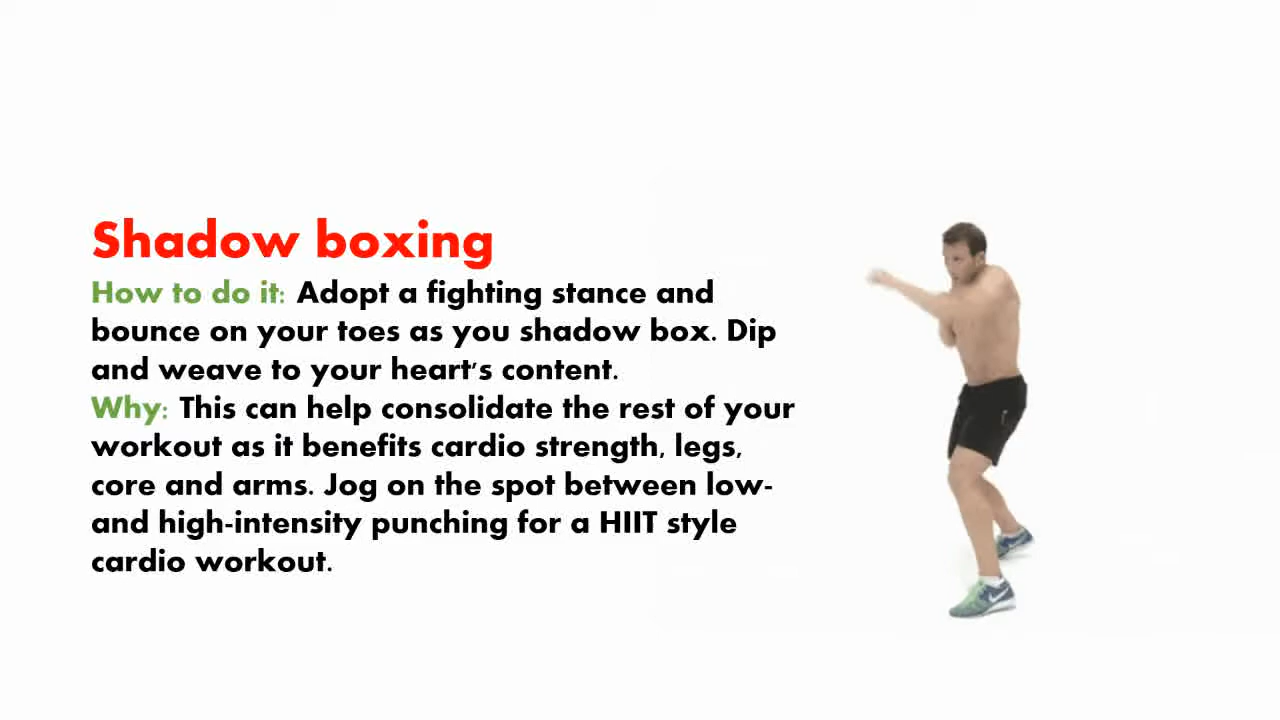 Shadow boxing
How to do it: Adopt a fighting stance and
bounce on your toes as you shadow box. Dip
and weave to your heart's content.
Why: This can help consolidate the rest of your
workout as it benefits cardio strength, legs,
core and arms. Jog on the spot between low-
and high-intensity punching for a HIIT style
cardio workout.